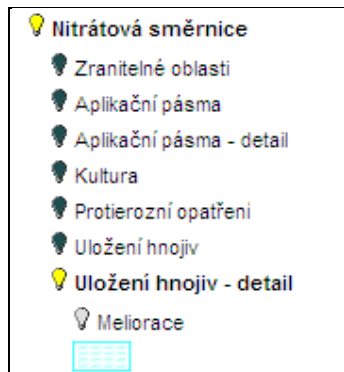 Nitrátová směrnice
Zranitelné oblasti
Aplikační pásma
Aplikační pásma - detail
Kultura
Protierozní opatření
Uložení hnojiv
Uložení hnojiv - detail
Meliorace